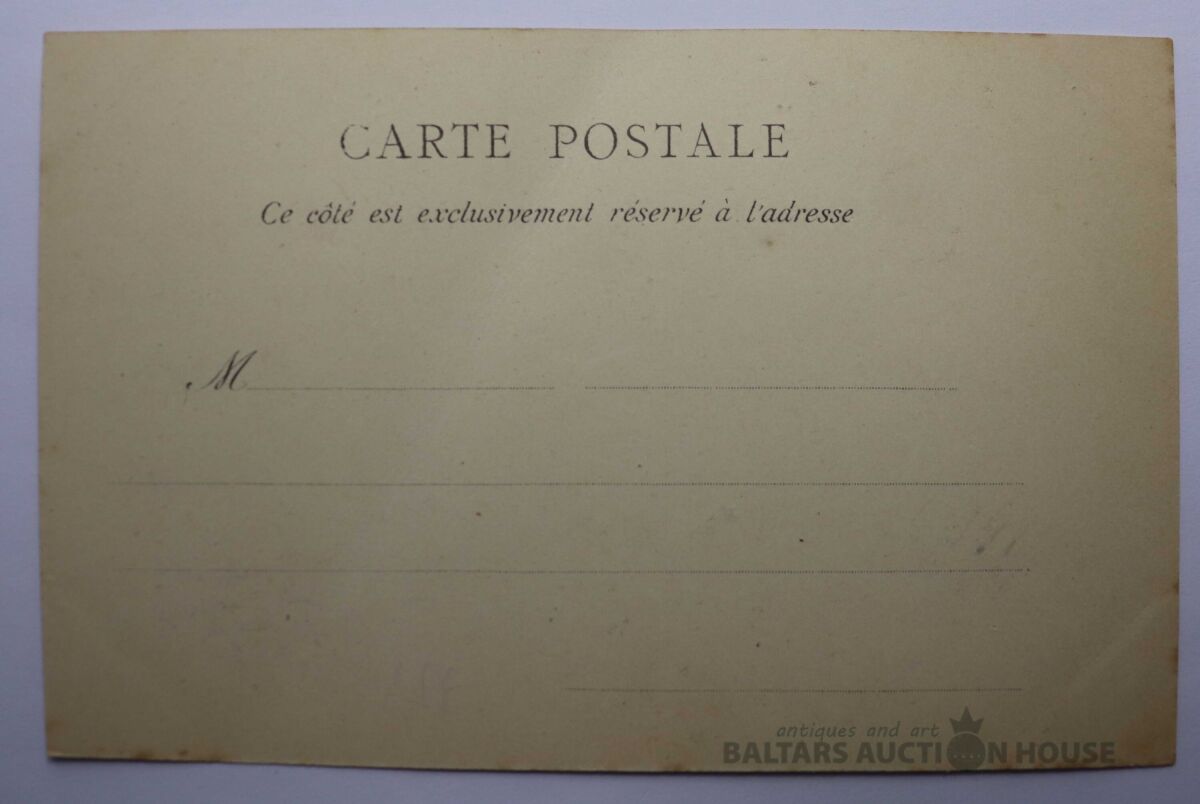 CARTE POSTALE
Ce côté est exclusivement réservé à l'adresse
M
antiques and art
BALTARS AUCTION HOUSE